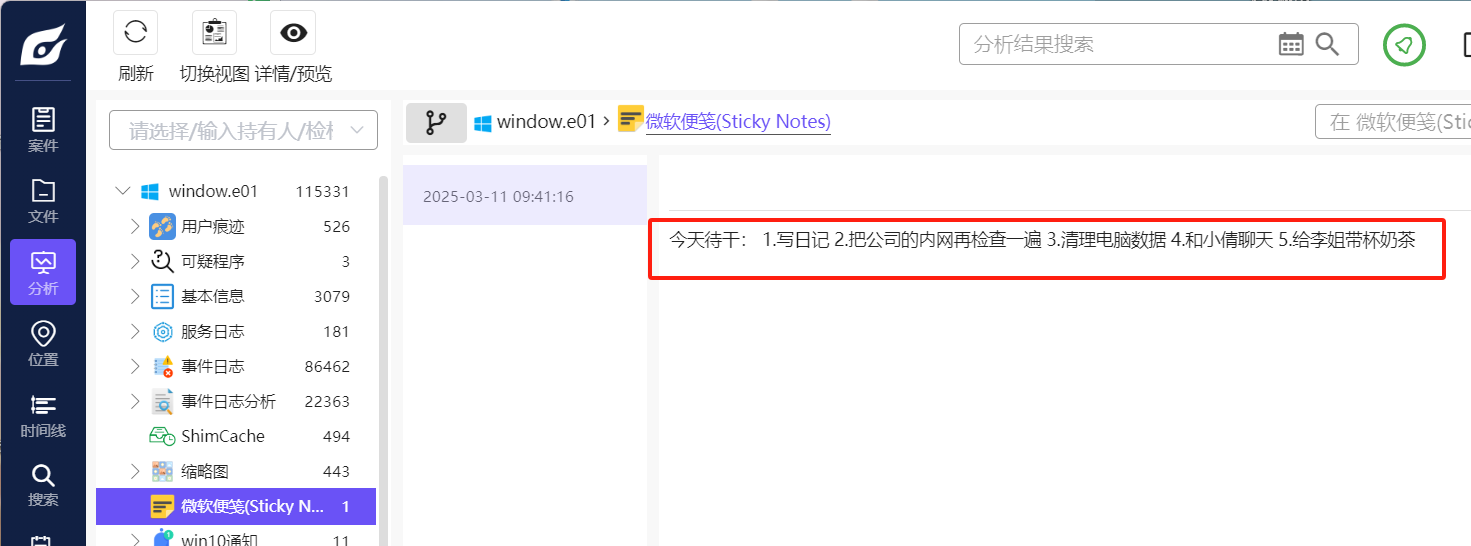 刷新
切换视图
详情/预览
分析结果搜索
案件
文件
分析
位置
时间线
搜索
请选择/输入持有人/检
window.e01 115331
用户痕迹 526
可疑程序 3
基本信息 3079
服务日志 181
事件日志 86462
事件日志分析 22363
ShimCache 494
缩略图 443
微软便笺(Sticky N... 1
win10通知 11
window.e01 > 微软便笺(Sticky Notes)
在 微软便笺(Stic
2025-03-11 09:41:16
今天待干： 1.写日记 2.把公司的内网再检查一遍 3.清理电脑数据 4.和小倩聊天 5.给李姐带杯奶茶